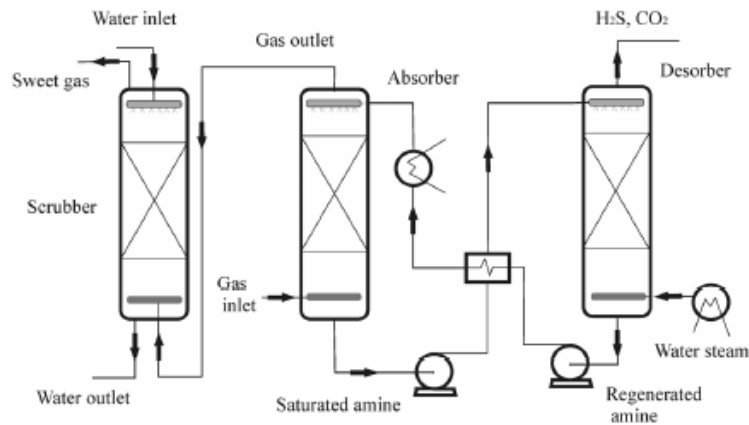 Water inlet
Sweet gas
Gas outlet
Absorber
H2S, CO2
Desorber
Scrubber
Gas
inlet
Water outlet
Saturated amine
Water steam
Regenerated
amine